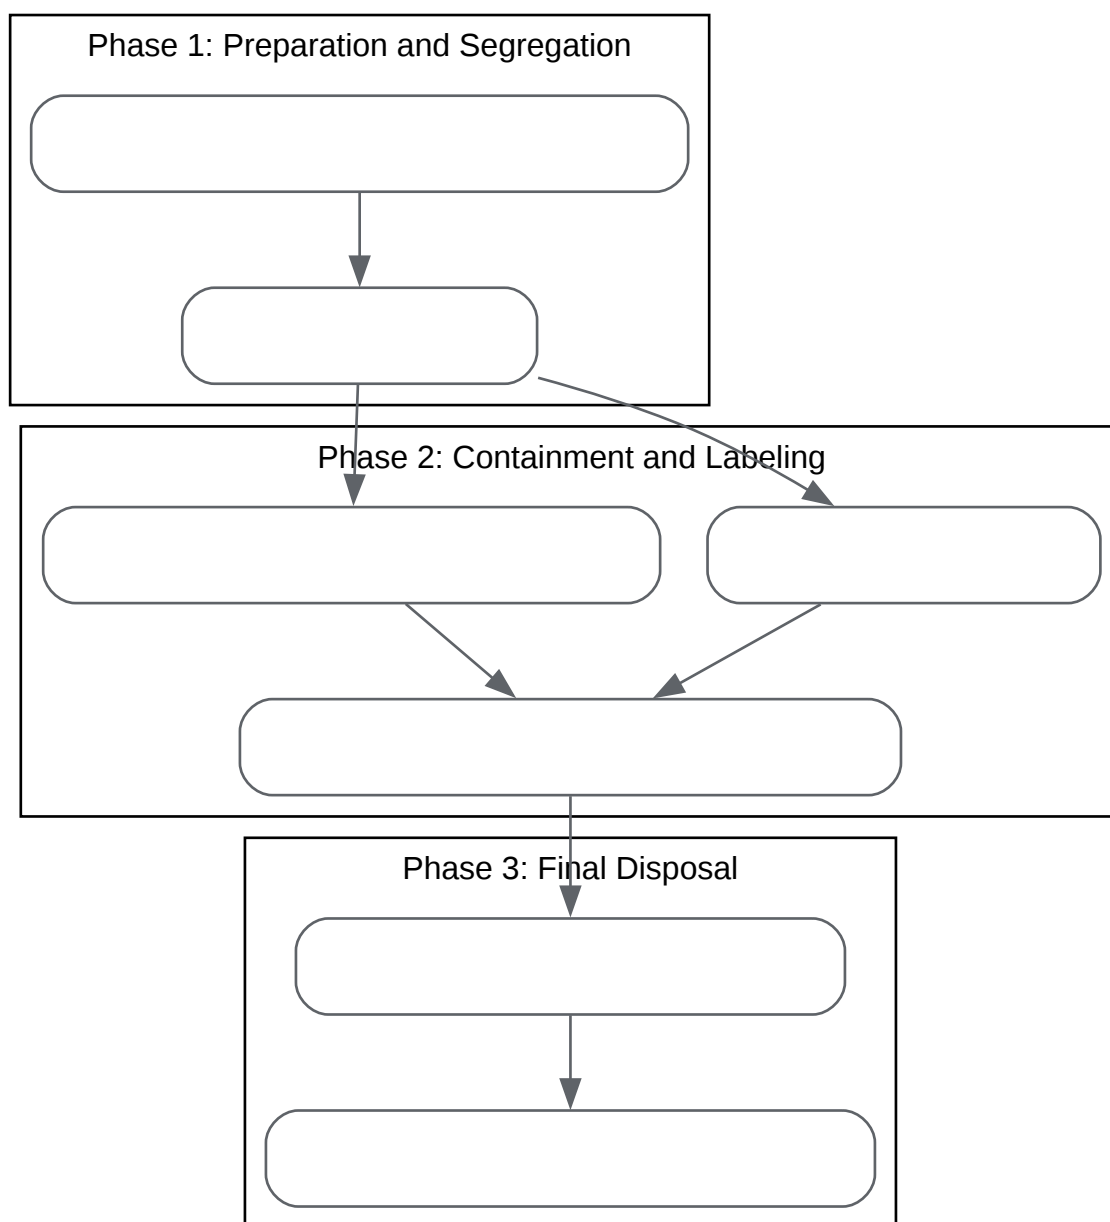 Phase 1: Preparation and Segregation
Phase 2: Containment and Labeling
Phase 3: Final Disposal